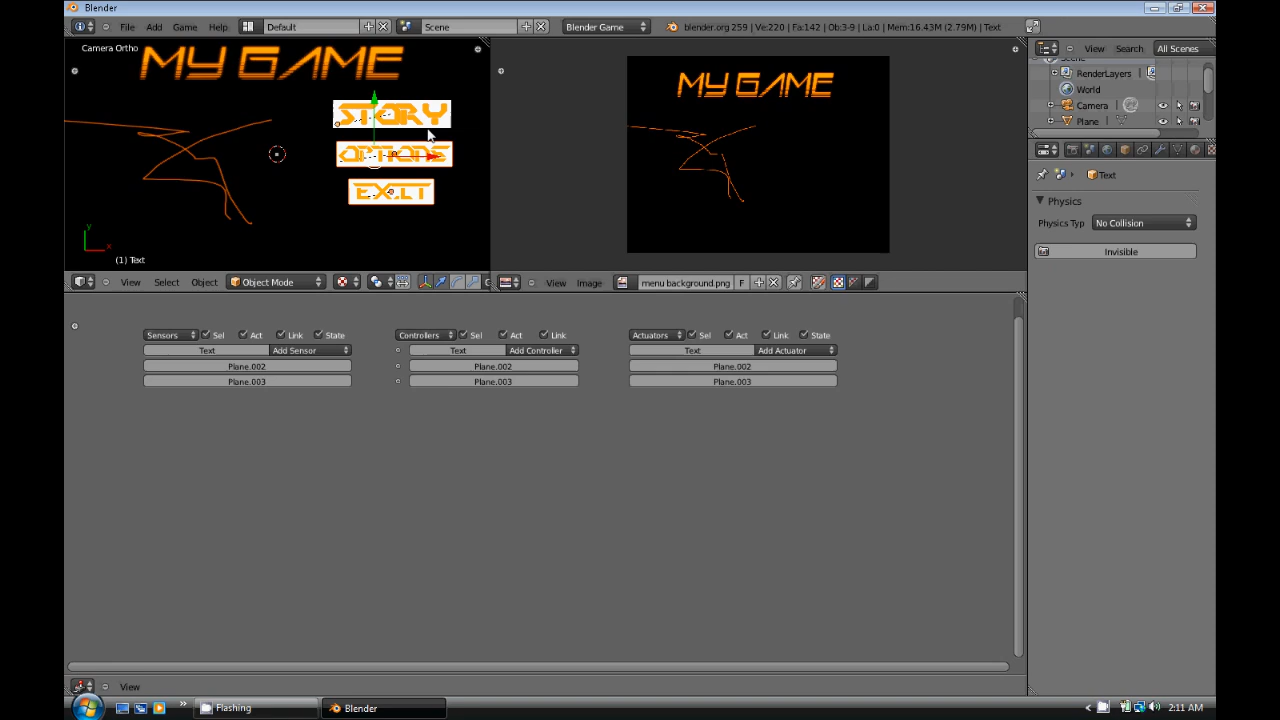 Blender
File Add Game Help Default Scene Blender Game blender.org 259 | Ve:220 | Fa:142 | Ob:3-9 | La:0 | Mem:16.43M (2.79M) | Text
Camera Ortho
MY GAME
STORY
OPTIONS
EXIT
y
x
(1) Text
MY GAME
View Search All Scenes
Scene
RenderLayers
World
Camera
Plane
Text
Physics
Physics Typ No Collision
Invisible
View Select Object Object Mode
View Image menu background.png F
Sensors Sel Act Link State Controllers Sel Act Link Actuators Sel Act Link State
Text Add Sensor Text Add Controller Text Add Actuator
Plane.002 Plane.002 Plane.002
Plane.003 Plane.003 Plane.003
View
Flashing Blender 2:11 AM